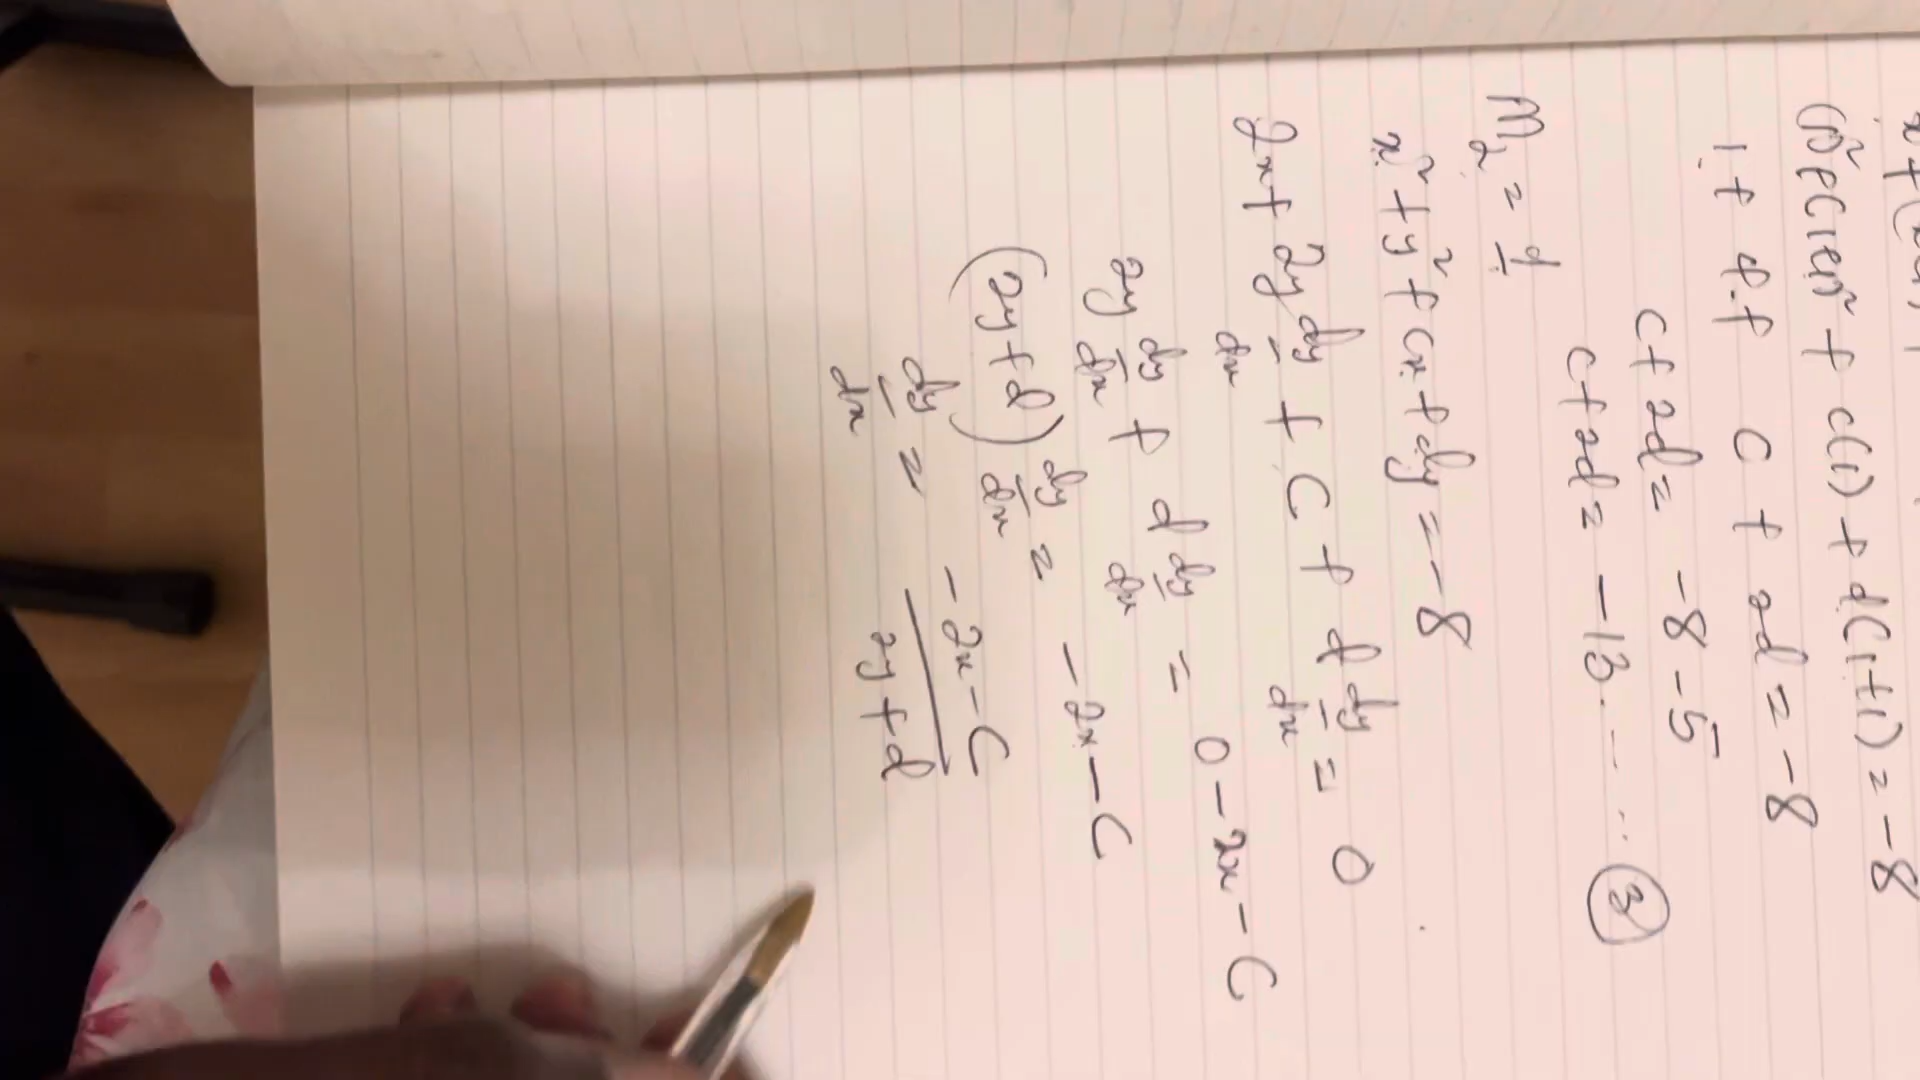 (1)² + (1+1)² + c(1) + d(1+1) = -8
1 + 4 + c + 2d = -8
c + 2d = -8 - 5
c + 2d = -13 ..... ③
M₂ = d
x² + y² + cx + dy = -8
2x + 2y dy/dx + C + d dy/dx = 0
2y dy/dx + d dy/dx = 0 - 2x - C
(2y + d) dy/dx = -2x - C
dy/dx = (-2x - C)/(2y + d)